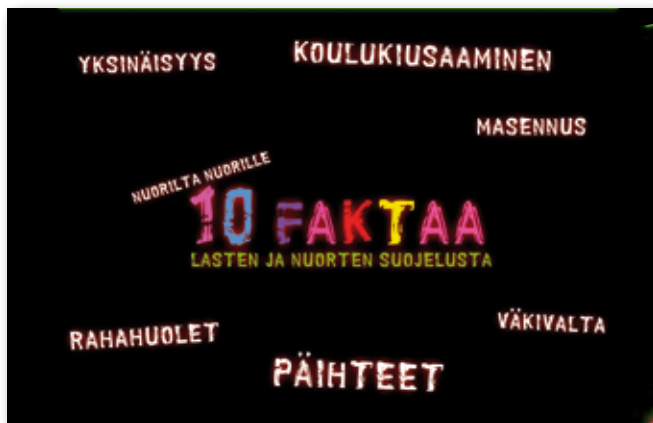 YKSINÄISYYS
KOULUKIUSAAMINEN
MASENNUS
NUORILTA NUORILLE
10 FAKTAA
LASTEN JA NUORTEN SUOJELUSTA
RAHAHUOLET
VÄKIVALTA
PÄIHTEET